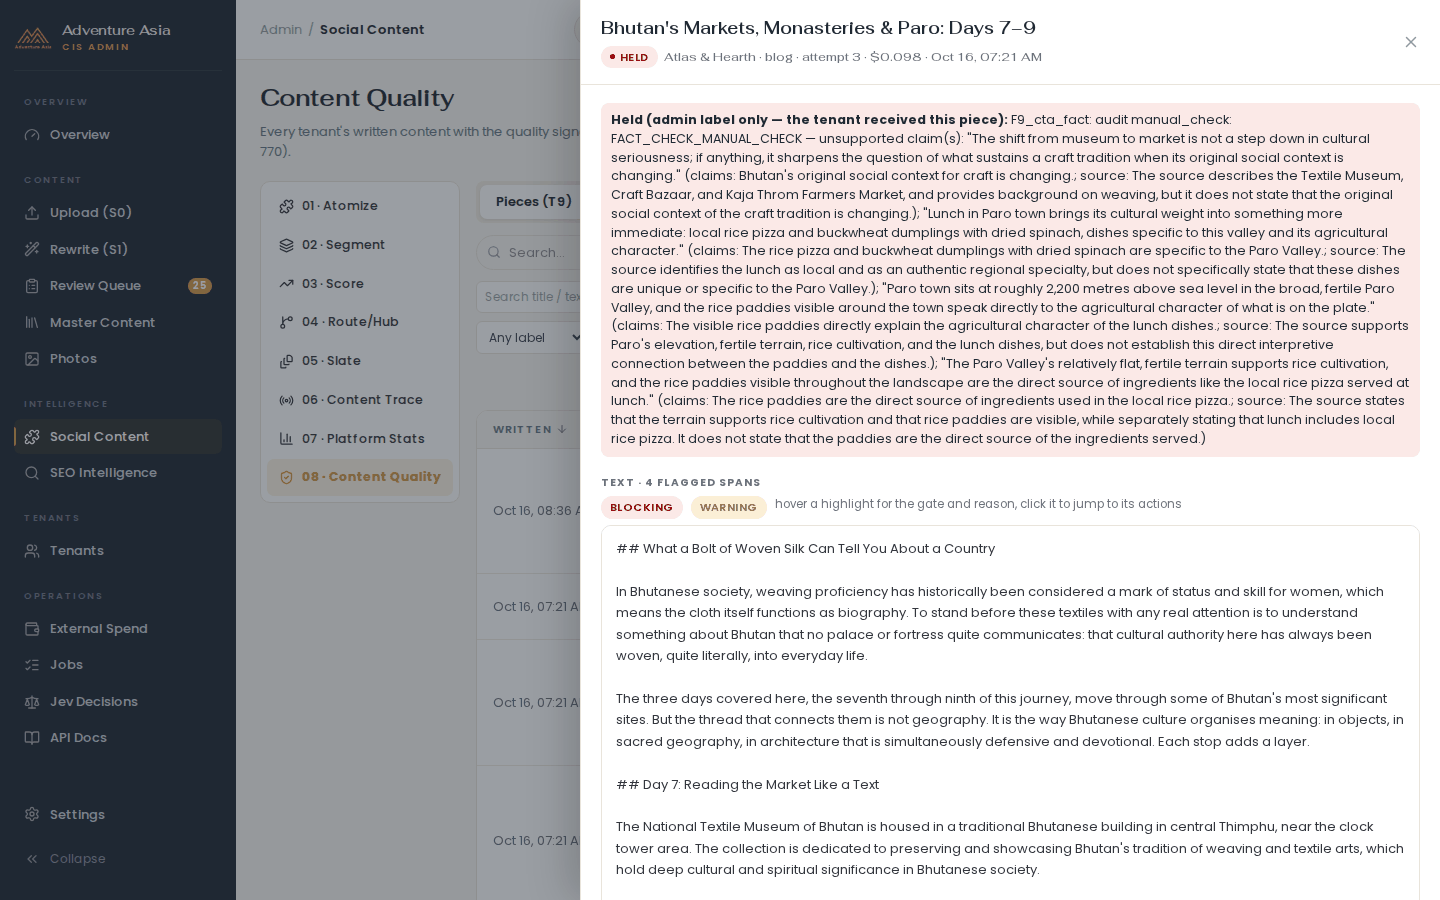 Adventure Asia
CIS ADMIN
OVERVIEW
Overview
CONTENT
Upload (S0)
Rewrite (S1)
Review Queue
25
Master Content
Photos
INTELLIGENCE
Social Content
SEO Intelligence
TENANTS
Tenants
OPERATIONS
External Spend
Jobs
Jev Decisions
API Docs
Settings
Collapse
Admin / Social Content
Content Quality
Every tenant's written content with the quality sign
770).
01 · Atomize
02 · Segment
03 · Score
04 · Route/Hub
05 · Slate
06 · Content Trace
07 · Platform Stats
08 · Content Quality
Pieces (T9)
Search...
Search title / tex
Any label
WRITTEN ↓
Oct 16, 08:36 A
Oct 16, 07:21 A
Oct 16, 07:21 A
Oct 16, 07:21 A
Bhutan's Markets, Monasteries & Paro: Days 7–9
HELD Atlas & Hearth · blog · attempt 3 · $0.098 · Oct 16, 07:21 AM
Held (admin label only — the tenant received this piece): F9_cta_fact: audit manual_check:
FACT_CHECK_MANUAL_CHECK — unsupported claim(s): "The shift from museum to market is not a step down in cultural
seriousness; if anything, it sharpens the question of what sustains a craft tradition when its original social context is
changing." (claims: Bhutan's original social context for craft is changing.; source: The source describes the Textile Museum,
Craft Bazaar, and Kaja Throm Farmers Market, and provides background on weaving, but it does not state that the original
social context of the craft tradition is changing.); "Lunch in Paro town brings its cultural weight into something more
immediate: local rice pizza and buckwheat dumplings with dried spinach, dishes specific to this valley and its agricultural
character." (claims: The rice pizza and buckwheat dumplings with dried spinach are specific to the Paro Valley.; source: The
source identifies the lunch as local and as an authentic regional specialty, but does not specifically state that these dishes
are unique or specific to the Paro Valley.); "Paro town sits at roughly 2,200 metres above sea level in the broad, fertile Paro
Valley, and the rice paddies visible around the town speak directly to the agricultural character of what is on the plate."
(claims: The visible rice paddies directly explain the agricultural character of the lunch dishes.; source: The source supports
Paro's elevation, fertile terrain, rice cultivation, and the lunch dishes, but does not establish this direct interpretive
connection between the paddies and the dishes.); "The Paro Valley's relatively flat, fertile terrain supports rice cultivation,
and the rice paddies visible throughout the landscape are the direct source of ingredients like the local rice pizza served at
lunch." (claims: The rice paddies are the direct source of ingredients used in the local rice pizza.; source: The source states
that the terrain supports rice cultivation and that rice paddies are visible, while separately stating that lunch includes local
rice pizza. It does not state that the paddies are the direct source of the ingredients served.)
TEXT · 4 FLAGGED SPANS
BLOCKING WARNING hover a highlight for the gate and reason, click it to jump to its actions
## What a Bolt of Woven Silk Can Tell You About a Country
In Bhutanese society, weaving proficiency has historically been considered a mark of status and skill for women, which
means the cloth itself functions as biography. To stand before these textiles with any real attention is to understand
something about Bhutan that no palace or fortress quite communicates: that cultural authority here has always been
woven, quite literally, into everyday life.
The three days covered here, the seventh through ninth of this journey, move through some of Bhutan's most significant
sites. But the thread that connects them is not geography. It is the way Bhutanese culture organises meaning: in objects, in
sacred geography, in architecture that is simultaneously defensive and devotional. Each stop adds a layer.
## Day 7: Reading the Market Like a Text
The National Textile Museum of Bhutan is housed in a traditional Bhutanese building in central Thimphu, near the clock
tower area. The collection is dedicated to preserving and showcasing Bhutan's tradition of weaving and textile arts, which
hold deep cultural and spiritual significance in Bhutanese society.